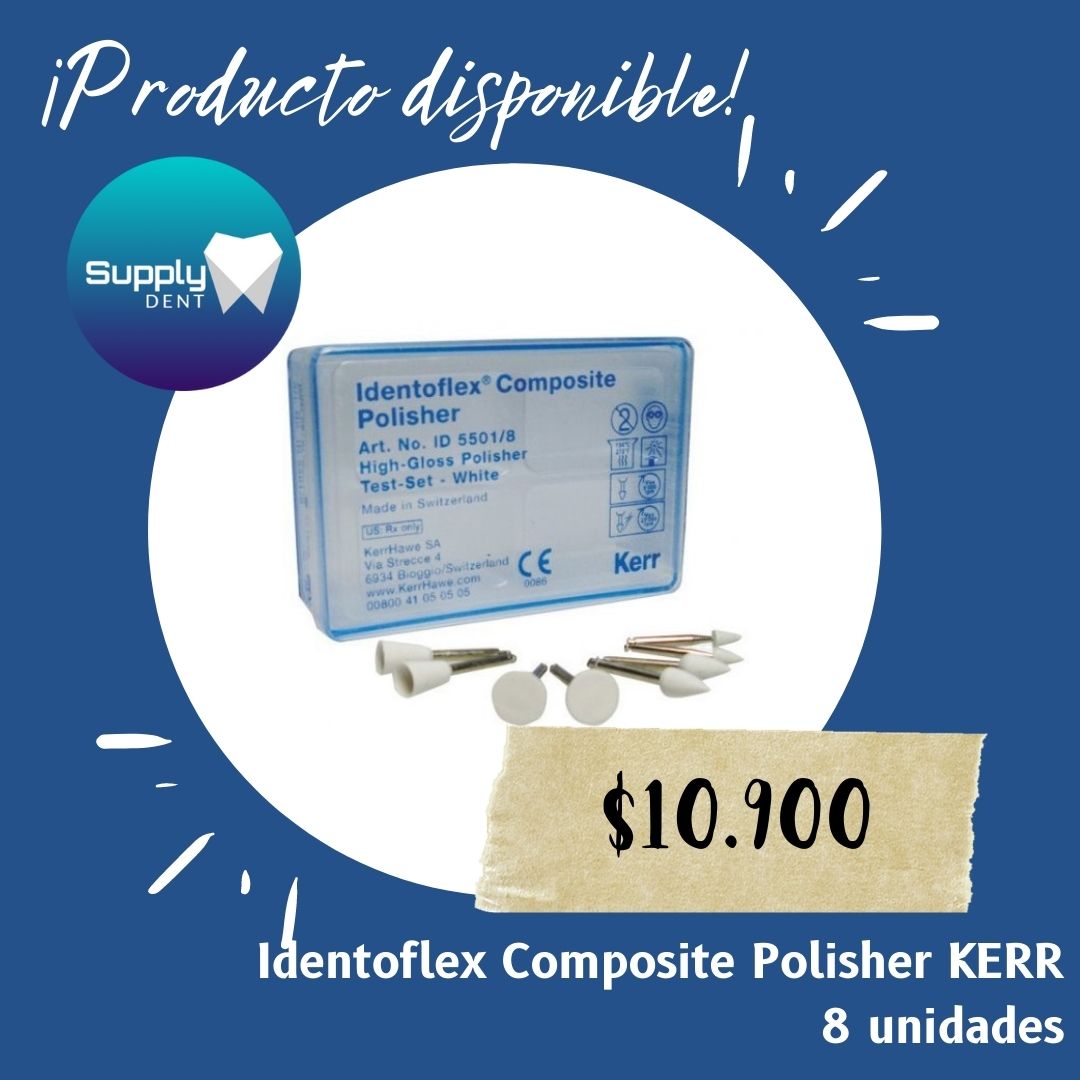 ¡Producto disponible!
Supply
DENT
Identoflex® Composite
Polisher
Art. No. ID 5501/8
High-Gloss Polisher
Test-Set - White
Made in Switzerland
US: Rx only
KerrHawe SA
Via Strecce 4
6934 Bioggio/Switzerland
www.KerrHawe.com
00800 41 05 05 05
CE
0086
Kerr
$10.900
Identoflex Composite Polisher KERR
8 unidades